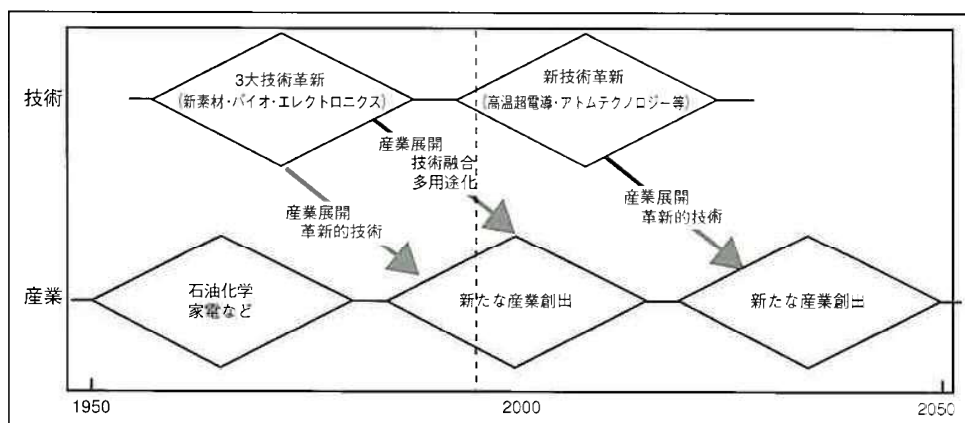 技術
3大技術革新
(新素材・バイオ・エレクトロニクス)
新技術革新
(高温超電導・アトムテクノロジー等)
産業展開
技術融合
多用途化
産業展開
革新的技術
産業展開
革新的技術
産業
石油化学
家電など
新たな産業創出
新たな産業創出
1950
2000
2050